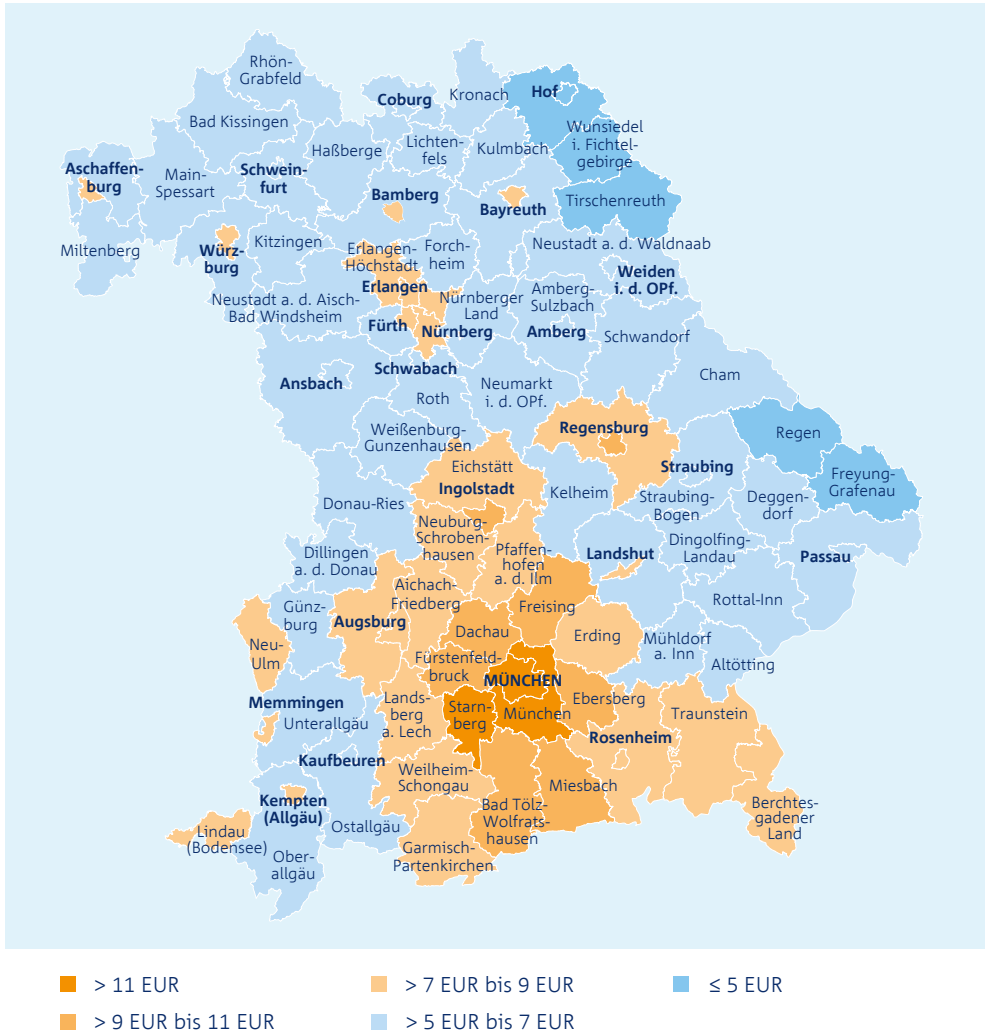 Rhön-
Grabfeld
Coburg
Kronach
Hof
Bad Kissingen
Wunsiedel
i. Fichtel-
gebirge
Haßberge
Lichten-
fels
Kulmbach
Aschaffen-
burg
Main-
Spessart
Schwein-
furt
Bamberg
Bayreuth
Tirschenreuth
Miltenberg
Würz-
burg
Kitzingen
Erlangen-
Höchstadt
Forch-
heim
Neustadt a. d. Waldnaab
Weiden
i. d. OPf.
Erlangen
Neustadt a. d. Aisch-
Bad Windsheim
Nürnberger
Land
Amberg-
Sulzbach
Fürth
Nürnberg
Amberg
Schwandorf
Ansbach
Schwabach
Roth
Neumarkt
i. d. OPf.
Cham
Weißenburg-
Gunzenhausen
Regensburg
Regen
Eichstätt
Ingolstadt
Straubing
Freyung-
Grafenau
Donau-Ries
Kelheim
Straubing-
Bogen
Deggen-
dorf
Neuburg-
Schroben-
hausen
Pfaffen-
hofen
a. d. Ilm
Landshut
Dingolfing-
Landau
Passau
Dillingen
a. d. Donau
Aichach-
Friedberg
Freising
Rottal-Inn
Günz-
burg
Augsburg
Dachau
Erding
Mühldorf
a. Inn
Altötting
Neu-
Ulm
Fürstenfeld-
bruck
MÜNCHEN
Memmingen
Unterallgäu
Lands-
berg
a. Lech
Starn-
berg
München
Ebersberg
Traunstein
Rosenheim
Kaufbeuren
Weilheim-
Schongau
Miesbach
Kempten
(Allgäu)
Bad Tölz-
Wolfrats-
hausen
Berchtes-
gadener
Land
Lindau
(Bodensee)
Ostallgäu
Ober-
allgäu
Garmisch-
Partenkirchen
> 11 EUR
> 7 EUR bis 9 EUR
≤ 5 EUR
> 9 EUR bis 11 EUR
> 5 EUR bis 7 EUR